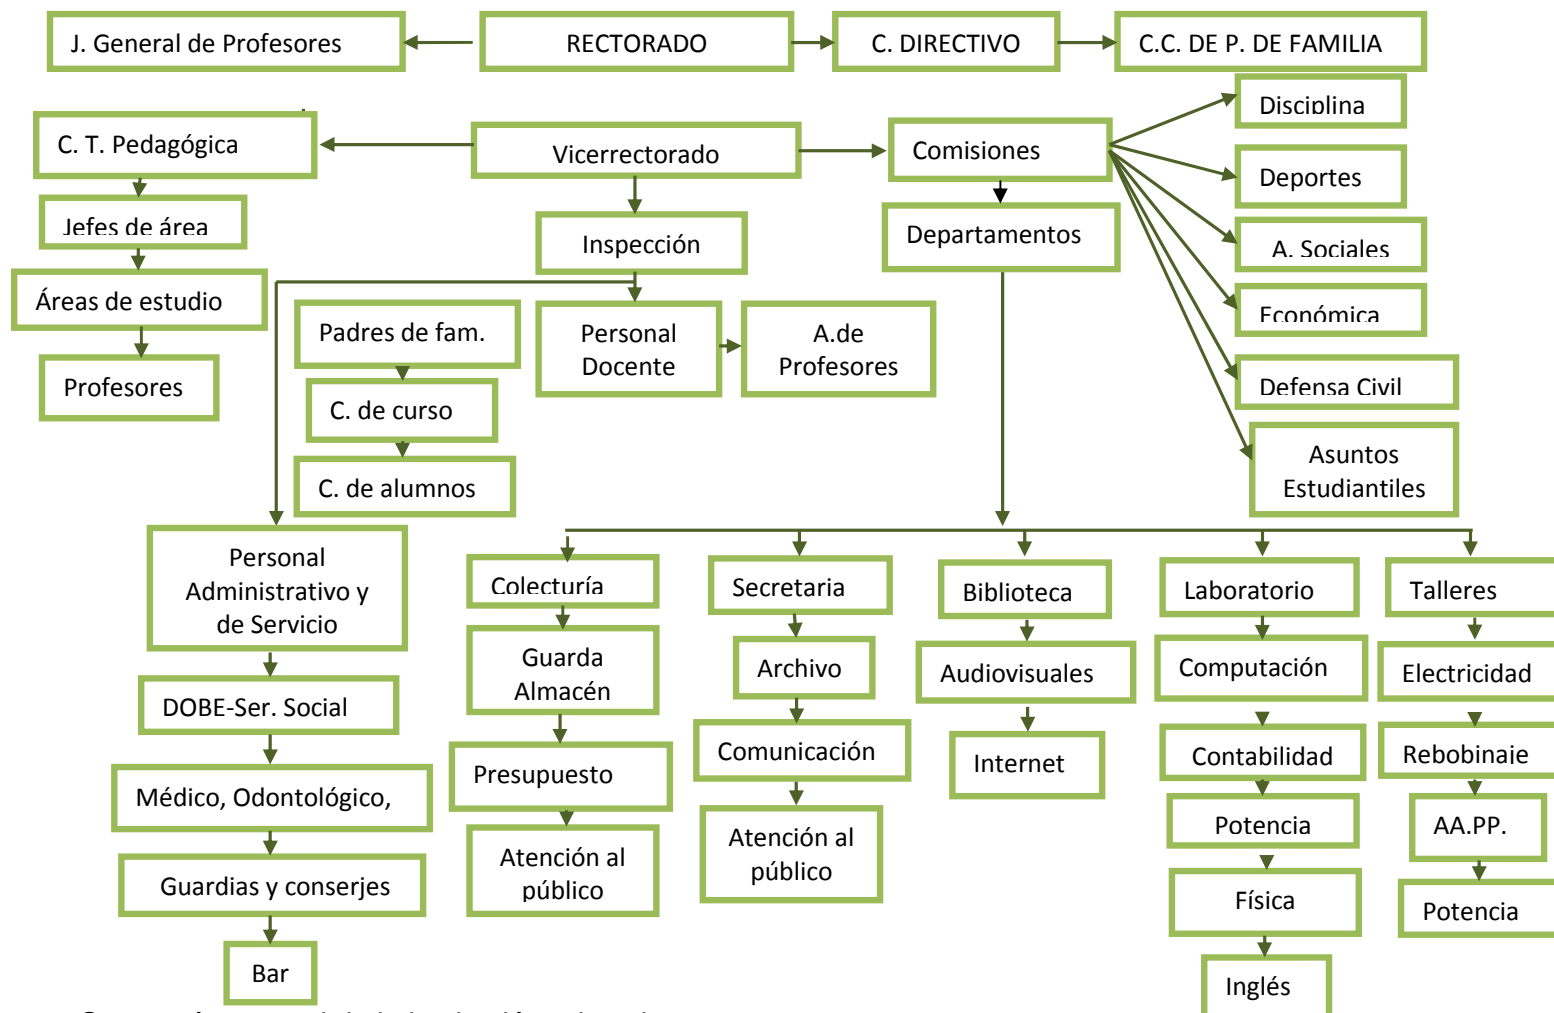 J. General de Profesores
RECTORADO
C. DIRECTIVO
C.C. DE P. DE FAMILIA
C. T. Pedagógica
Vicerrectorado
Comisiones
Disciplina
Deportes
A. Sociales
Económica
Defensa Civil
Asuntos
Estudiantiles
Jefes de área
Áreas de estudio
Profesores
Inspección
Departamentos
Padres de fam.
C. de curso
C. de alumnos
Personal
Docente
A.de
Profesores
Personal
Administrativo y
de Servicio
DOBE-Ser. Social
Médico, Odontológico,
Guardias y conserjes
Bar
Colecturía
Guarda
Almacén
Presupuesto
Atención al
público
Secretaria
Archivo
Comunicación
Atención al
público
Biblioteca
Audiovisuales
Internet
Laboratorio
Computación
Contabilidad
Potencia
Física
Inglés
Talleres
Electricidad
Rebobinaje
AA.PP.
Potencia